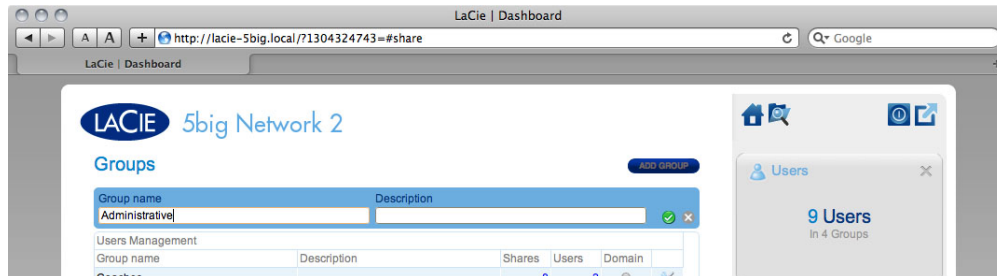 LaCie | Dashboard
A A + http://lacie-5big.local/?1304324743=#share Google
LaCie | Dashboard
LACIE 5big Network 2
Groups ADD GROUP
Users
Group name Description
Administrative
9 Users
In 4 Groups
Users Management
Group name Description Shares Users Domain